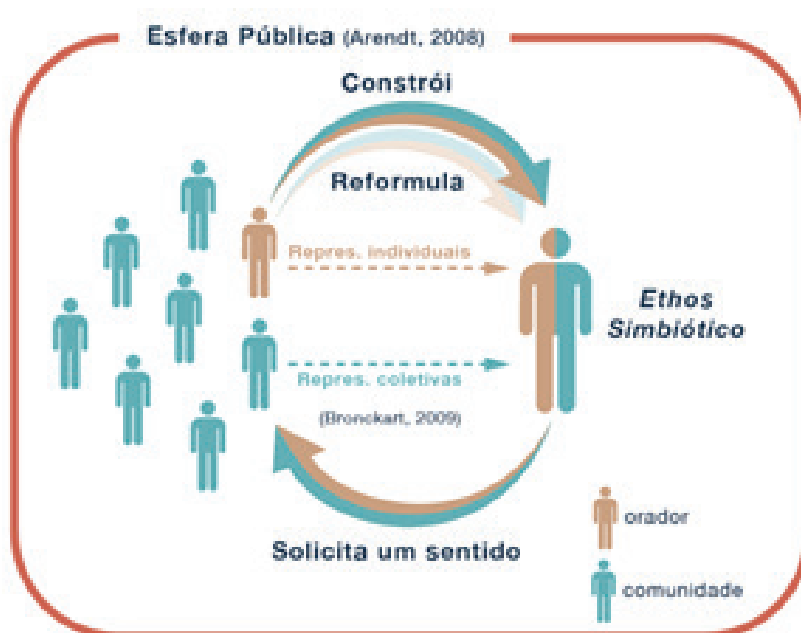 Esfera Pública (Arendt, 2008)
Constrói
Reformula
Repres. individuais
Ethos
Simbiótico
Repres. coletivas
(Bronckart, 2009)
Solicita um sentido
orador
comunidade